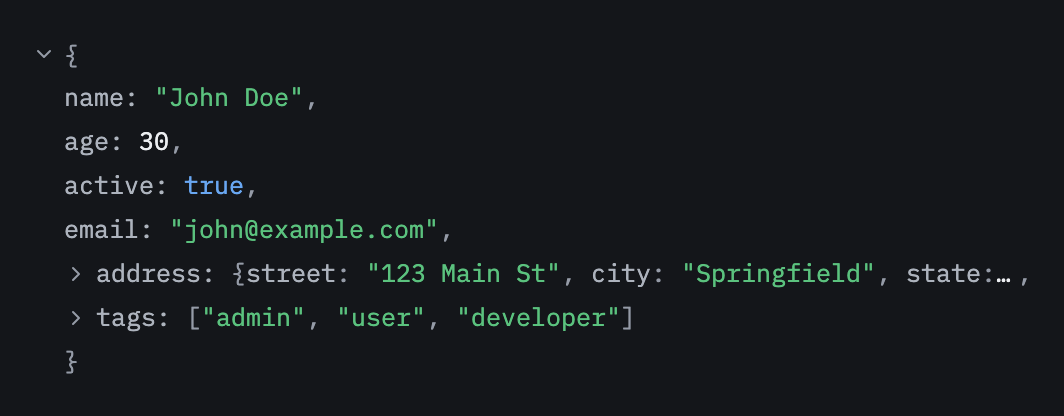 {
name: "John Doe",
age: 30,
active: true,
email: "john@example.com",
address: {street: "123 Main St", city: "Springfield", state:… ,
tags: ["admin", "user", "developer"]
}